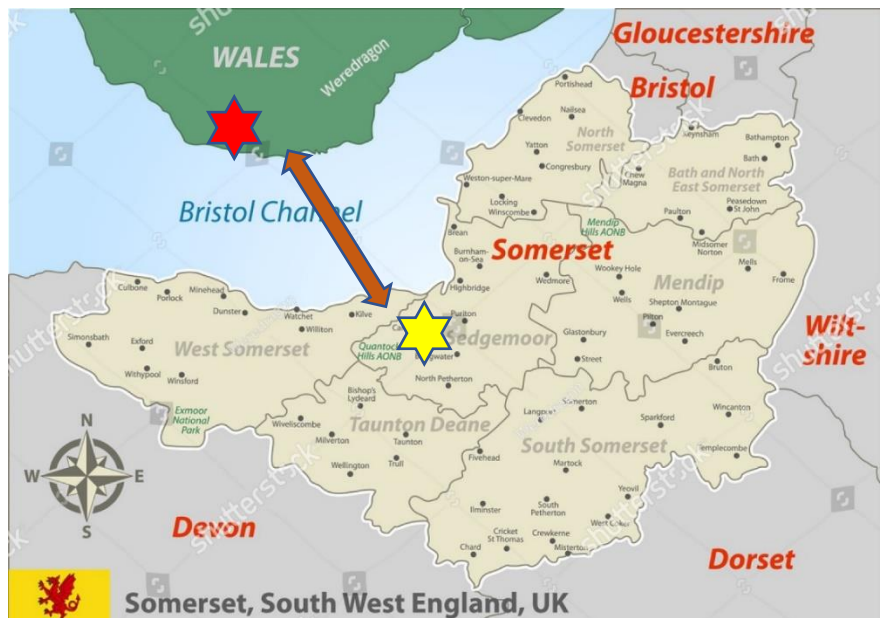 Gloucestershire
WALES
Weredragon
Bristol
Portishead
Nailsea
Clevedon
North
Somerset
Yatton
Congresbury
Keynsham
Bathampton
Bath
Chew
Magna
Bath and North
East Somerset
Weston-super-Mare
Locking
Winscombe
Peasedown
St John
Paulton
Bristol Channel
Brean
Mendip
Hills AONB
Midsomer
Norton
Burnham-
on-Sea
Somerset
Mells
Frome
Wookey Hole
Wells
Mendip
Highbridge
Wedmore
Culbone
Porlock
Minehead
Dunster
Watchet
Williton
Kilve
Puriton
Shepton Montague
Pilton
Evercreech
Wilt-
shire
Simonsbath
Exford
West Somerset
Quantock
Hills AONB
Sedgemoor
Glastonbury
Street
Withypool
Winsford
North Petherton
Bruton
Exmoor
National
Park
Bishop's
Lydeard
Wiveliscombe
Taunton Deane
Milverton
Taunton
Trull
Wellington
Somerton
Langport
Sparkford
Wincanton
South Somerset
Templecombe
Fivehead
Martock
N
W
E
S
Yeovil
Ilminster
South
Petherton
West Coker
Cricket
St Thomas
Crewkerne
Misterton
Chard
Devon
Dorset
Somerset, South West England, UK
shutterstock